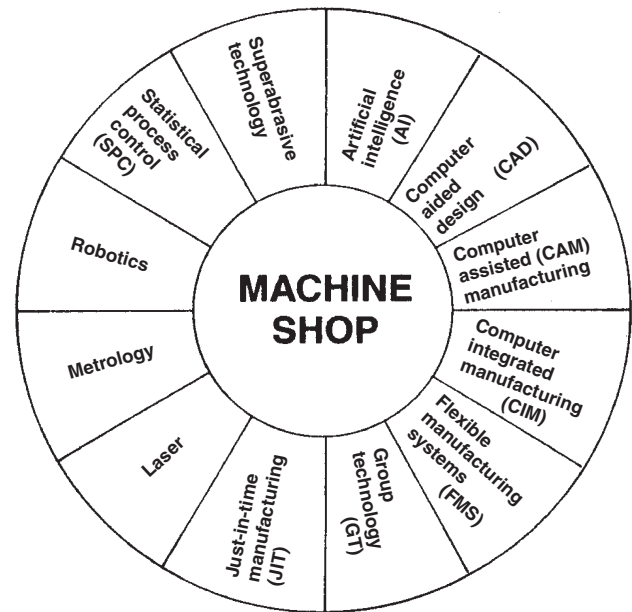 MACHINE
SHOP
Artificial
intelligence
(AI)
Computer
aided
design (CAD)
Computer
assisted (CAM)
manufacturing
Computer
integrated
manufacturing
(CIM)
Flexible
manufacturing
systems
(FMS)
Group
technology
(GT)
Just-in-time
manufacturing
(JIT)
Laser
Metrology
Robotics
Statistical
process
control
(SPC)
Superabrasive
technology